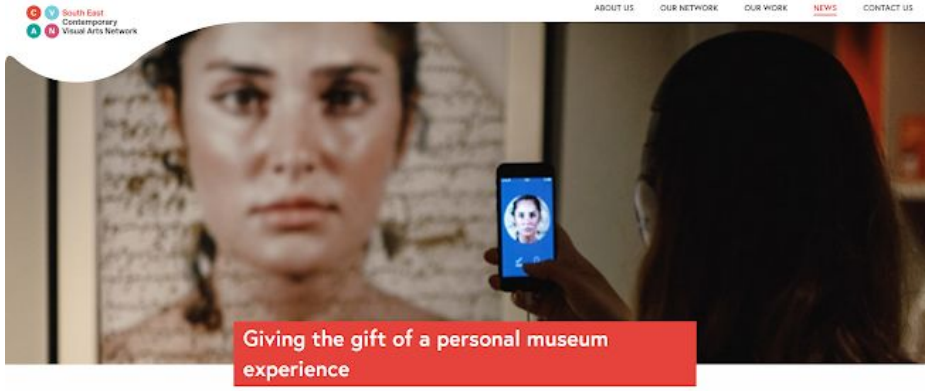 C V
A N
South East
Contemporary
Visual Arts Network
ABOUT US OUR NETWORK OUR WORK NEWS CONTACT US
Giving the gift of a personal museum
experience